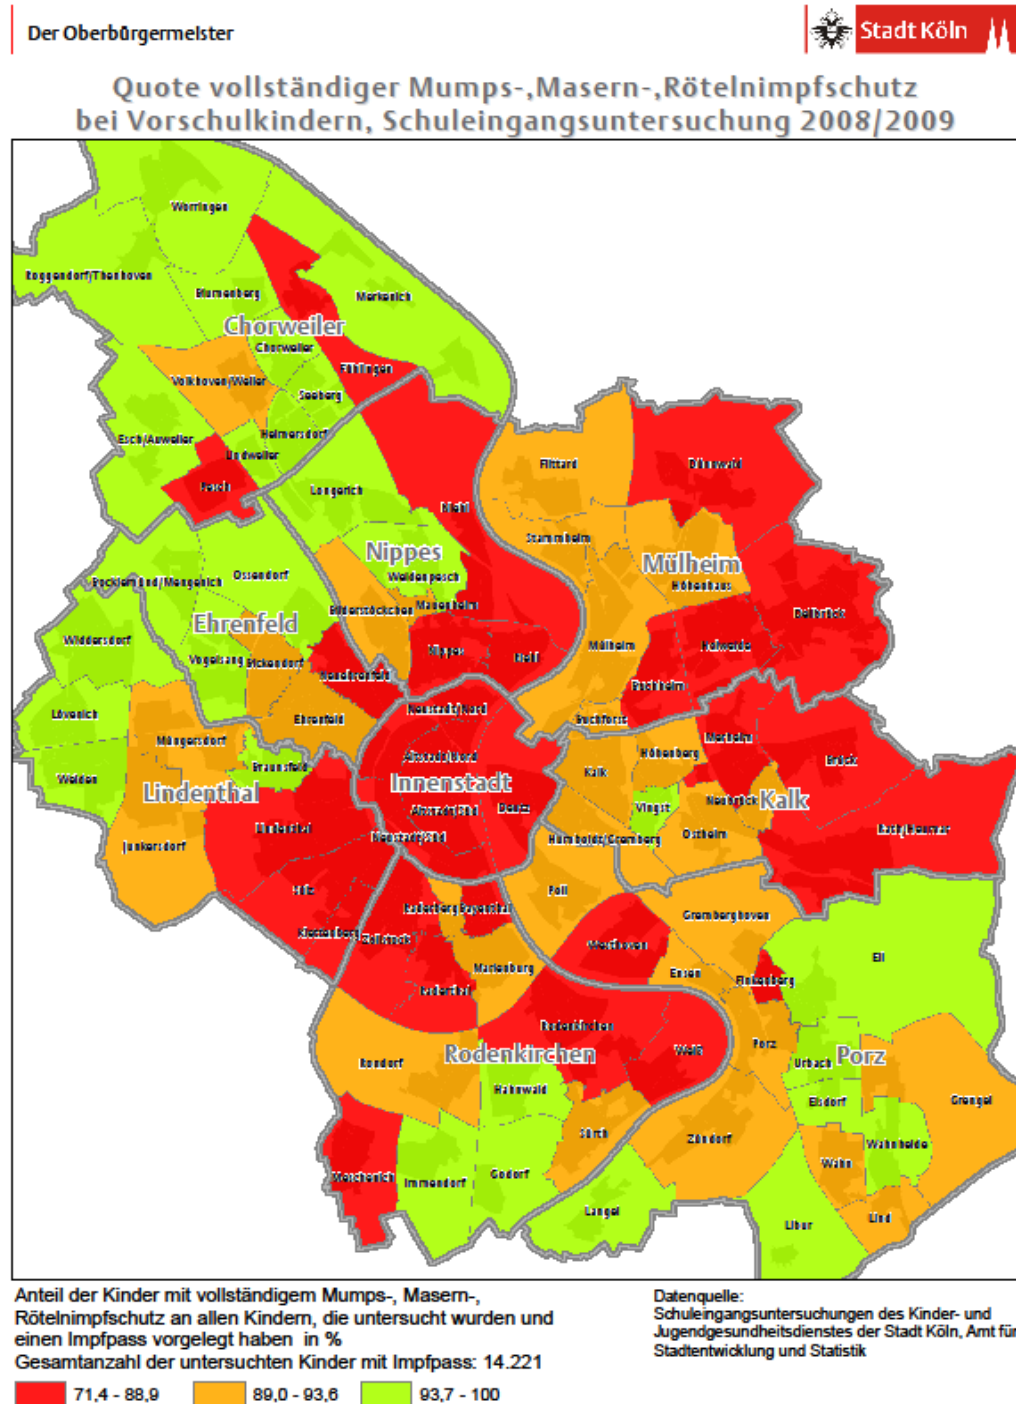 Der Oberbürgermeister
Stadt Köln
Quote vollständiger Mumps-,Masern-,Rötelnimpfschutz
bei Vorschulkindern, Schuleingangsuntersuchung 2008/2009
Worringen
Roggendorf/Thenhoven
Blumenberg
Merkenich
Chorweiler
Chorweiler
Fühlingen
Volkhoven/Weiler
Seeberg
Heimersdorf
Esch/Auweiler
Lindweiler
Pesch
Flittard
Dünnwald
Longerich
Niehl
Stammheim
Nippes
Mülheim
Ossendorf
Weidenpesch
Bocklemünd/Mengenich
Höhenhaus
Bilderstöckchen
Mauenheim
Ehrenfeld
Dellbrück
Widdersdorf
Mülheim
Holweide
Nippes
Riehl
Vogelsang
Bickendorf
Neuehrenfeld
Buchheim
Lövenich
Neustadt/Nord
Ehrenfeld
Buchforst
Müngersdorf
Merheim
Höhenberg
Altstadt/Nord
Brück
Braunsfeld
Kalk
Weiden
Innenstadt
Lindenthal
Kalk
Neubrück
Vingst
Deutz
Altstadt/Süd
Lindenthal
Rath/Heumar
Ostheim
Neustadt/Süd
Humboldt/Gremberg
Junkersdorf
Sülz
Poll
Raderberg
Bayenthal
Gremberghoven
Klettenberg
Zollstock
Westhoven
Eil
Marienburg
Ensen
Finkenberg
Raderthal
Rodenkirchen
Porz
Weiß
Rodenkirchen
Porz
Rondorf
Urbach
Hahnwald
Elsdorf
Grengel
Sürth
Zündorf
Wahnheide
Wahn
Meschenich
Immendorf
Godorf
Langel
Lind
Libur
Anteil der Kinder mit vollständigem Mumps-, Masern-,
Rötelnimpfschutz an allen Kindern, die untersucht wurden und
einen Impfpass vorgelegt haben in %
Gesamtanzahl der untersuchten Kinder mit Impfpass: 14.221
71,4 - 88,9
89,0 - 93,6
93,7 - 100
Datenquelle:
Schuleingangsuntersuchungen des Kinder- und
Jugendgesundheitsdienstes der Stadt Köln, Amt für
Stadtentwicklung und Statistik